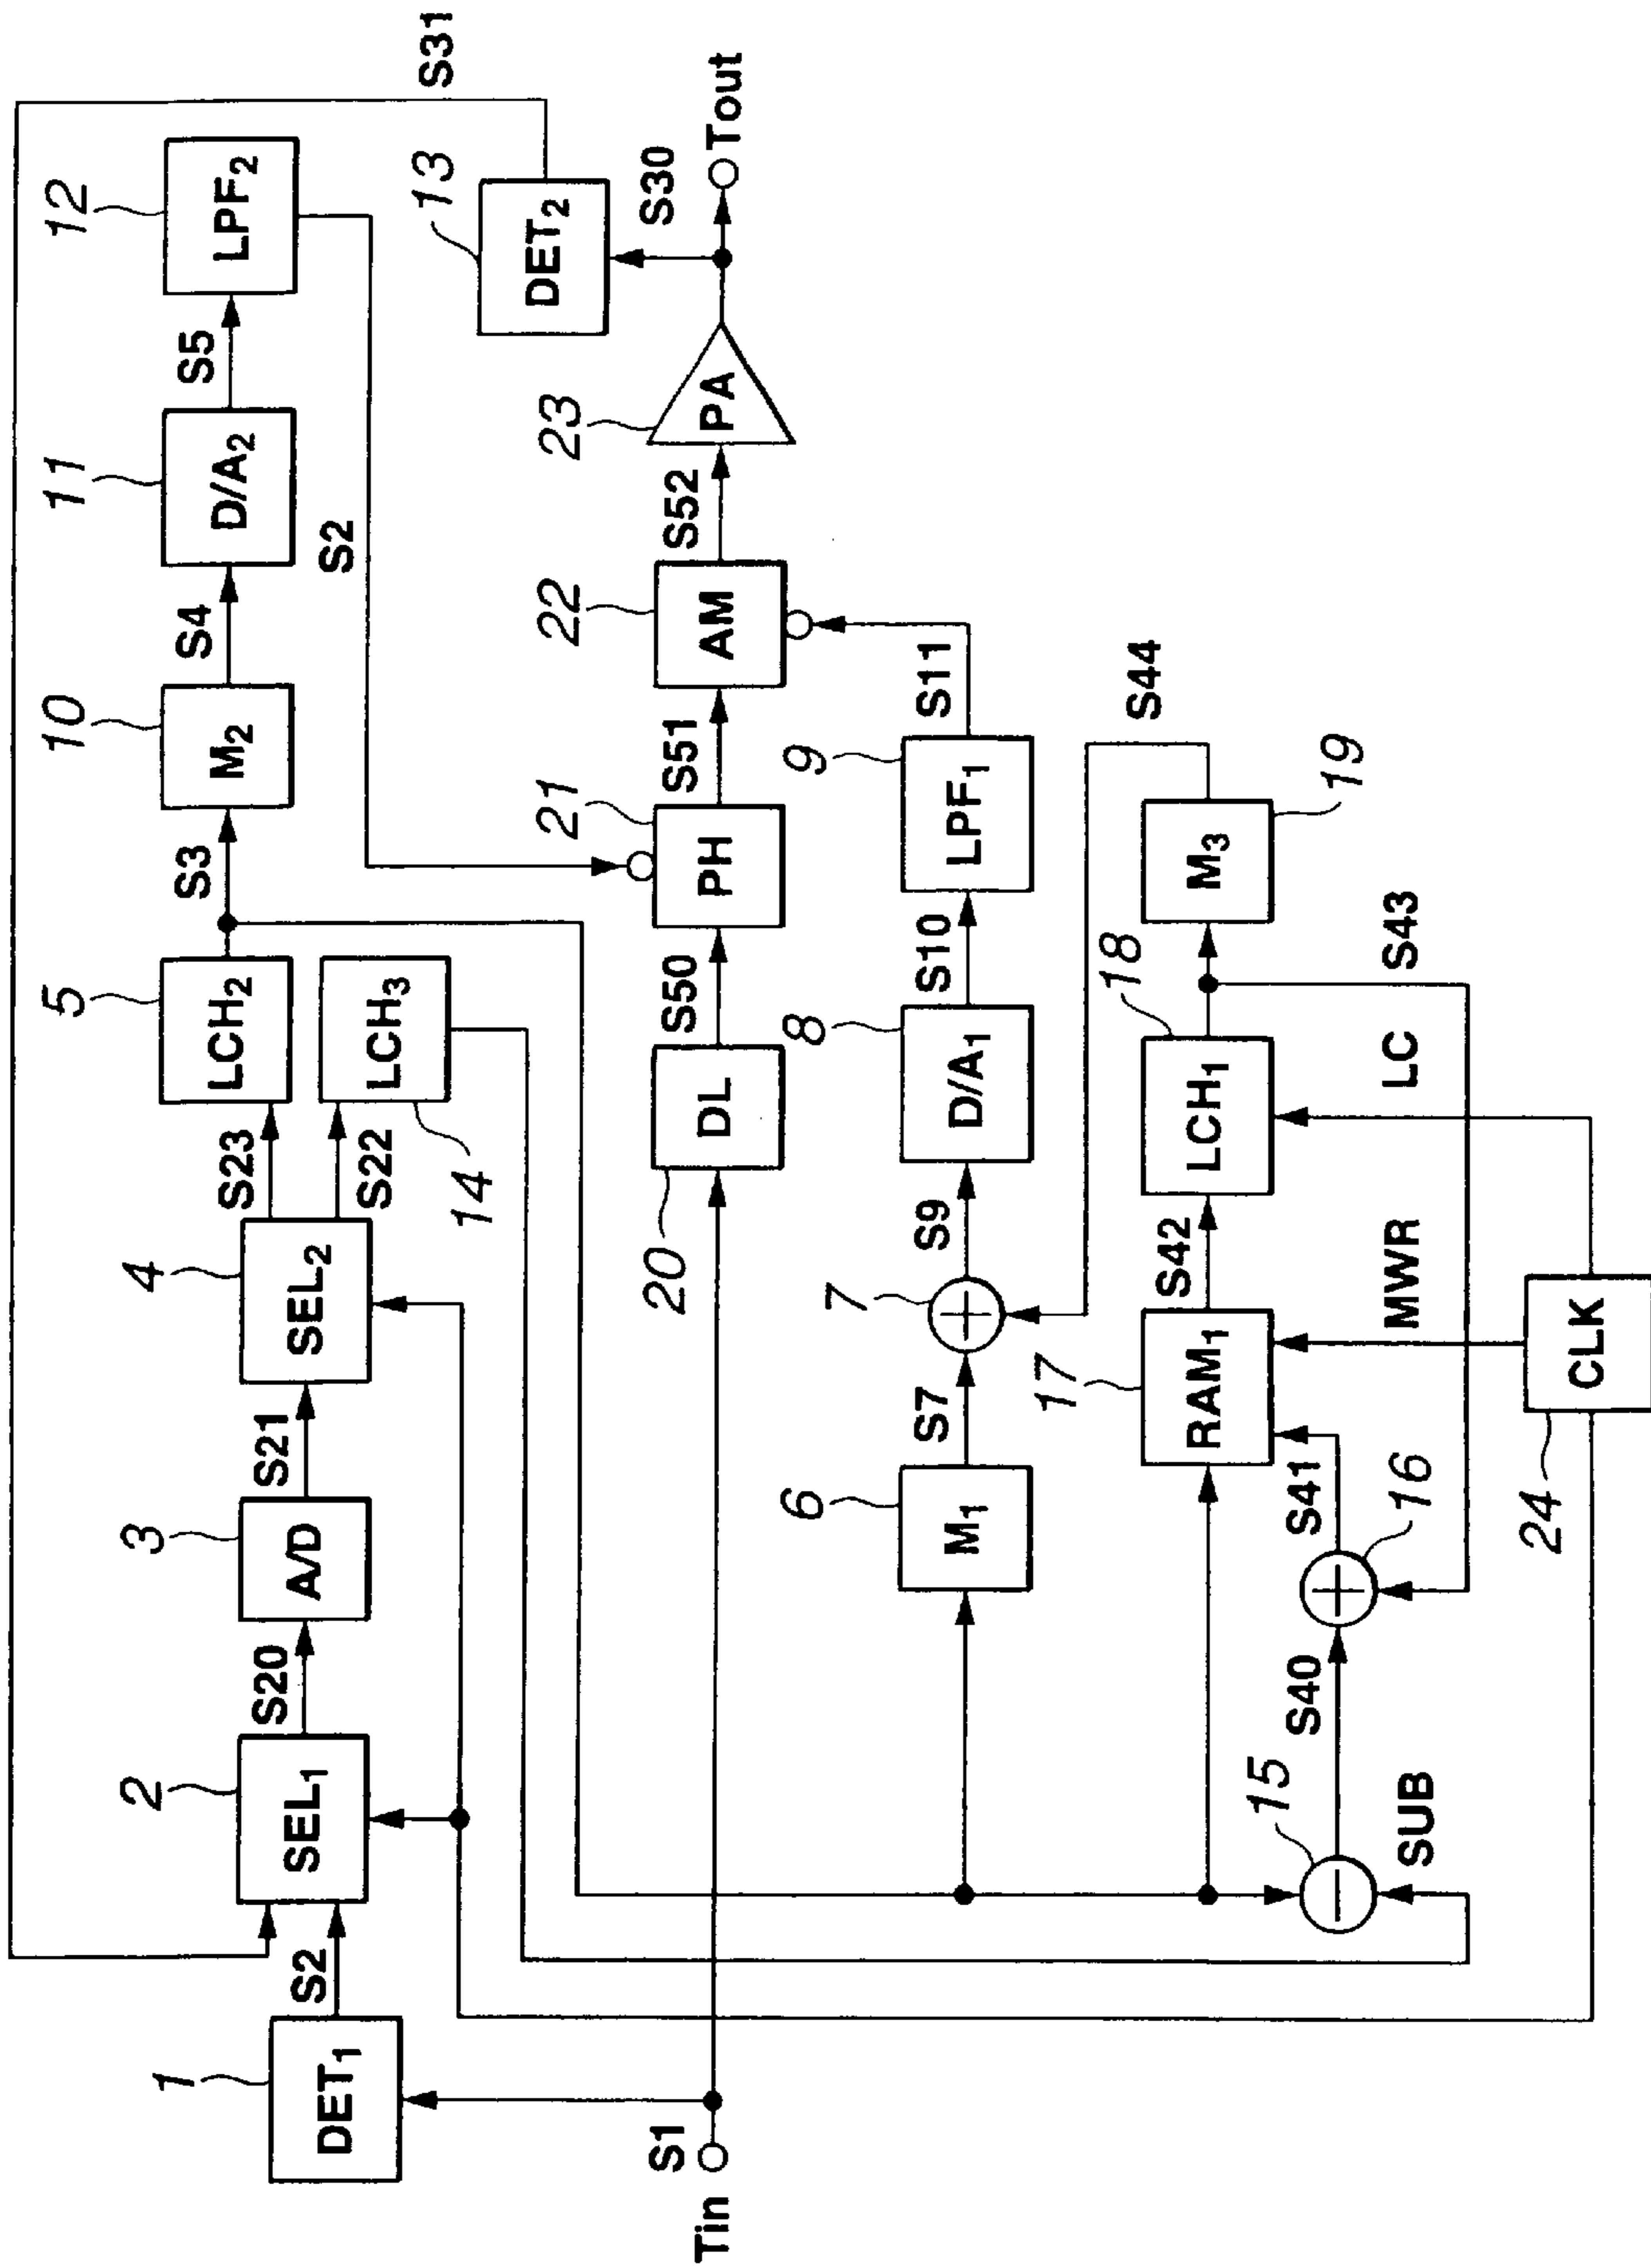 S31
12
LPF2
S5
11
D/A2
S4
10
M2
S3
5
LCH2
S23
4
SEL2
S21
3
A/D
S20
2
SEL1
S2
1
DET1
S2
LCH3
14
S22
13
DET2
S30
Tout
23
PA
S52
22
AM
S51
21
PH
S50
DL
20
S1
Tin
S11
9
LPF1
S10
8
D/A1
S9
7
S7
6
M1
S44
19
M3
18
S43
LCH1
LC
S42
MWR
17
RAM1
S41
16
S40
15
SUB
CLK
24